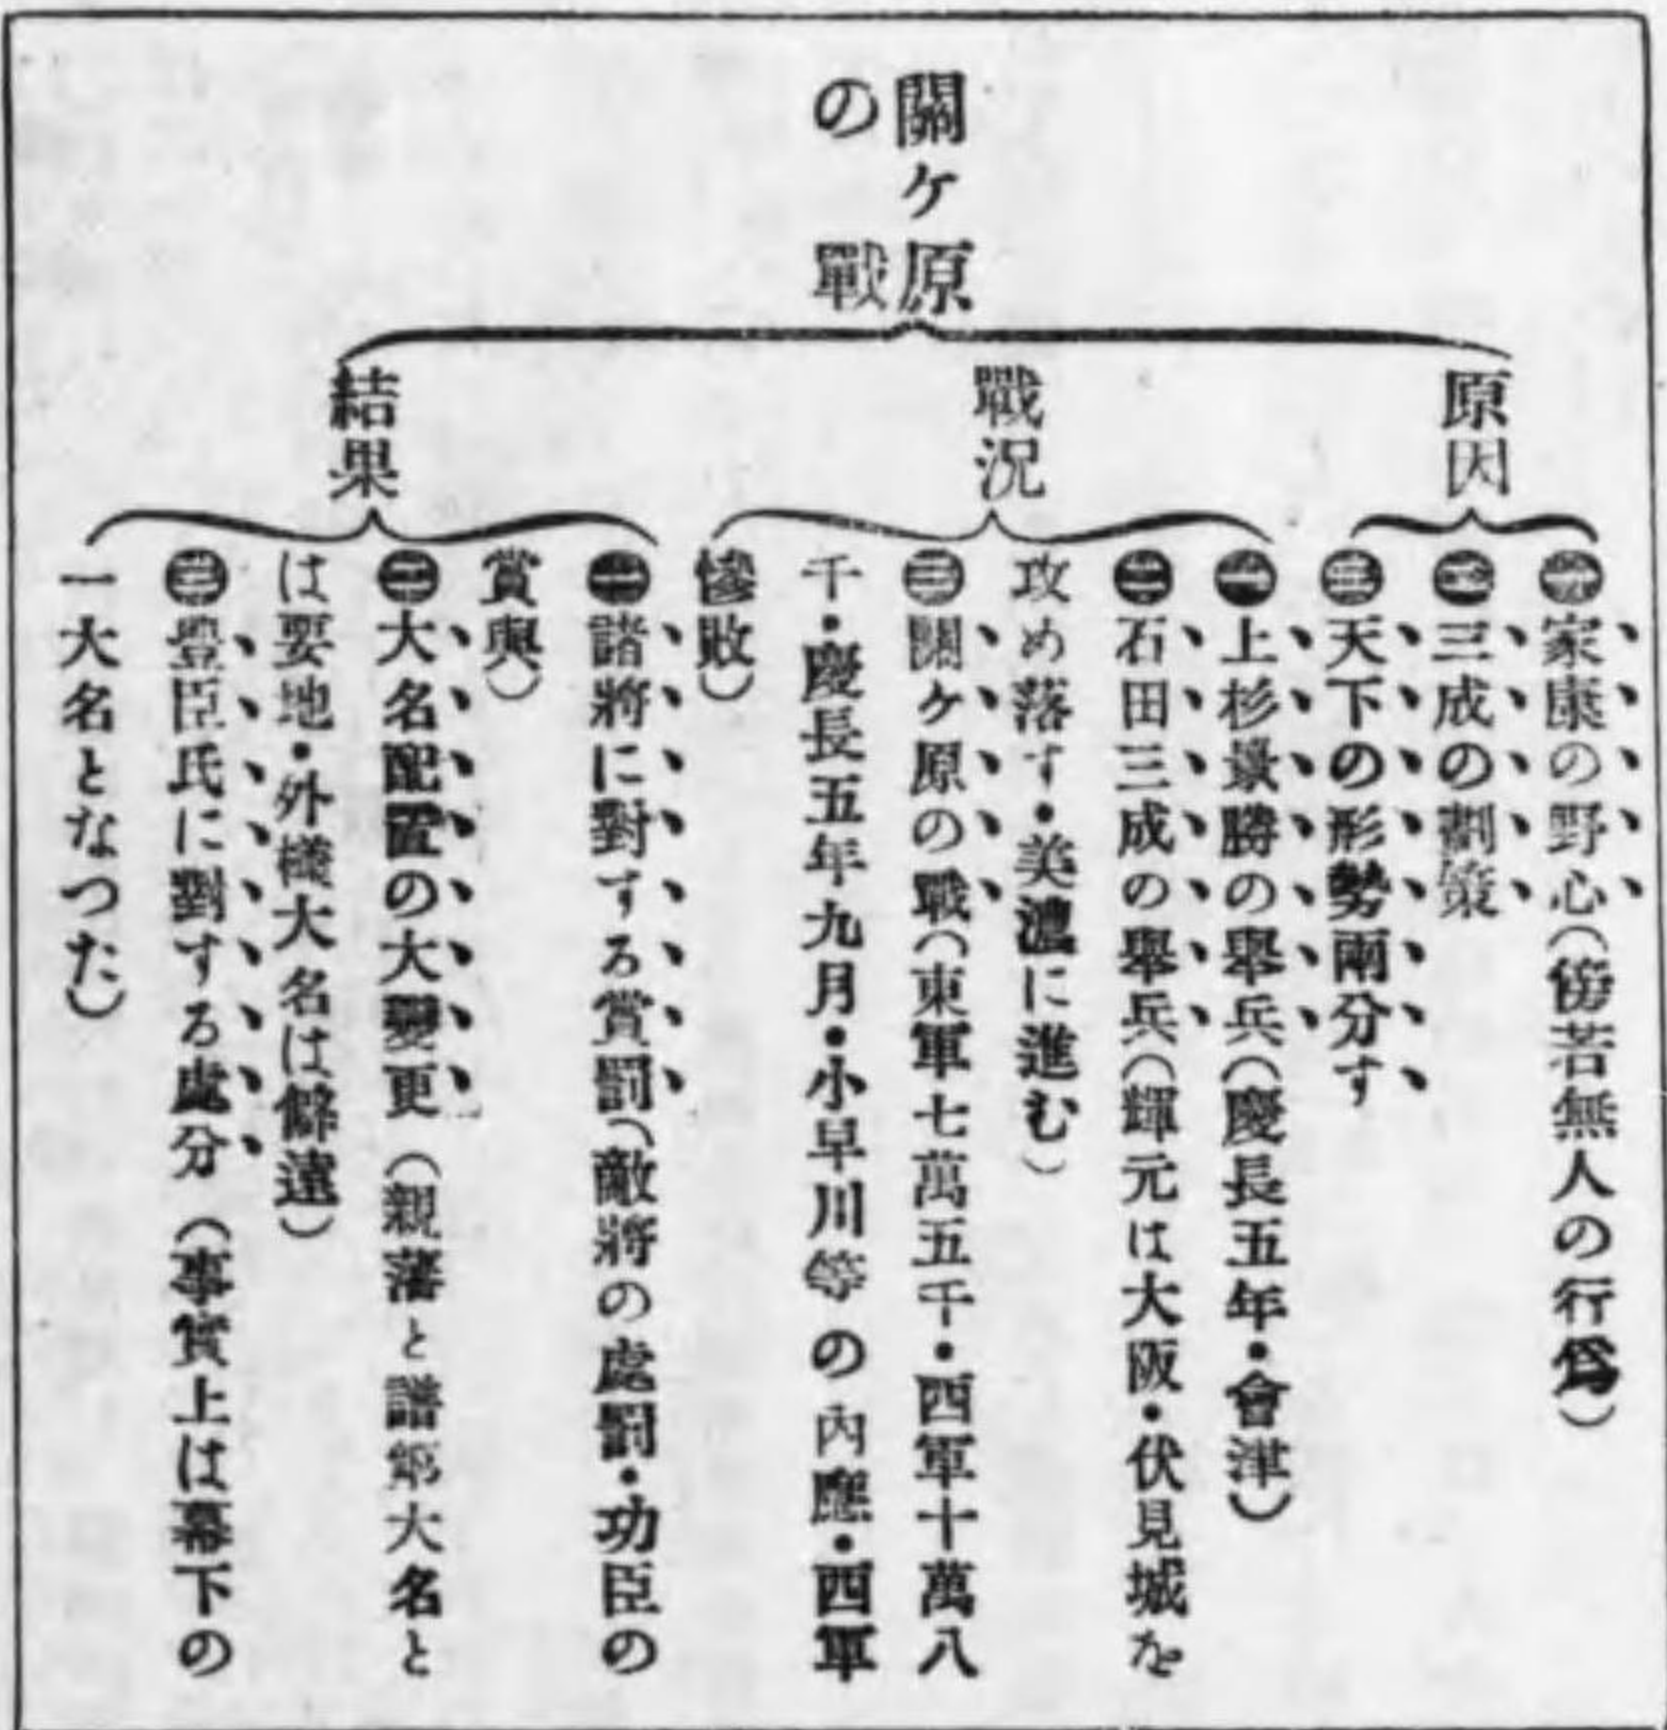 關ヶ原
の戰
原因
㊀家康の野心(傍若無人の行爲)
㊁三成の劃策
㊂天下の形勢兩分す
戰況
㊀上杉景勝の擧兵(慶長五年・會津)
㊁石田三成の擧兵(輝元は大阪・伏見城を
攻め落す・美濃に進む)
㊂關ヶ原の戰(東軍七萬五千・西軍十萬八
千・慶長五年九月・小早川等の內應・西軍
慘敗)
結果
㊀諸將に對する賞罰(敵將の處罰・功臣の
賞與)
㊁大名配置の大變更(親藩と譜第大名と
は要地・外樣大名は僻遠)
㊂豐臣氏に對する處分(事實上は幕下の
一大名となつた)